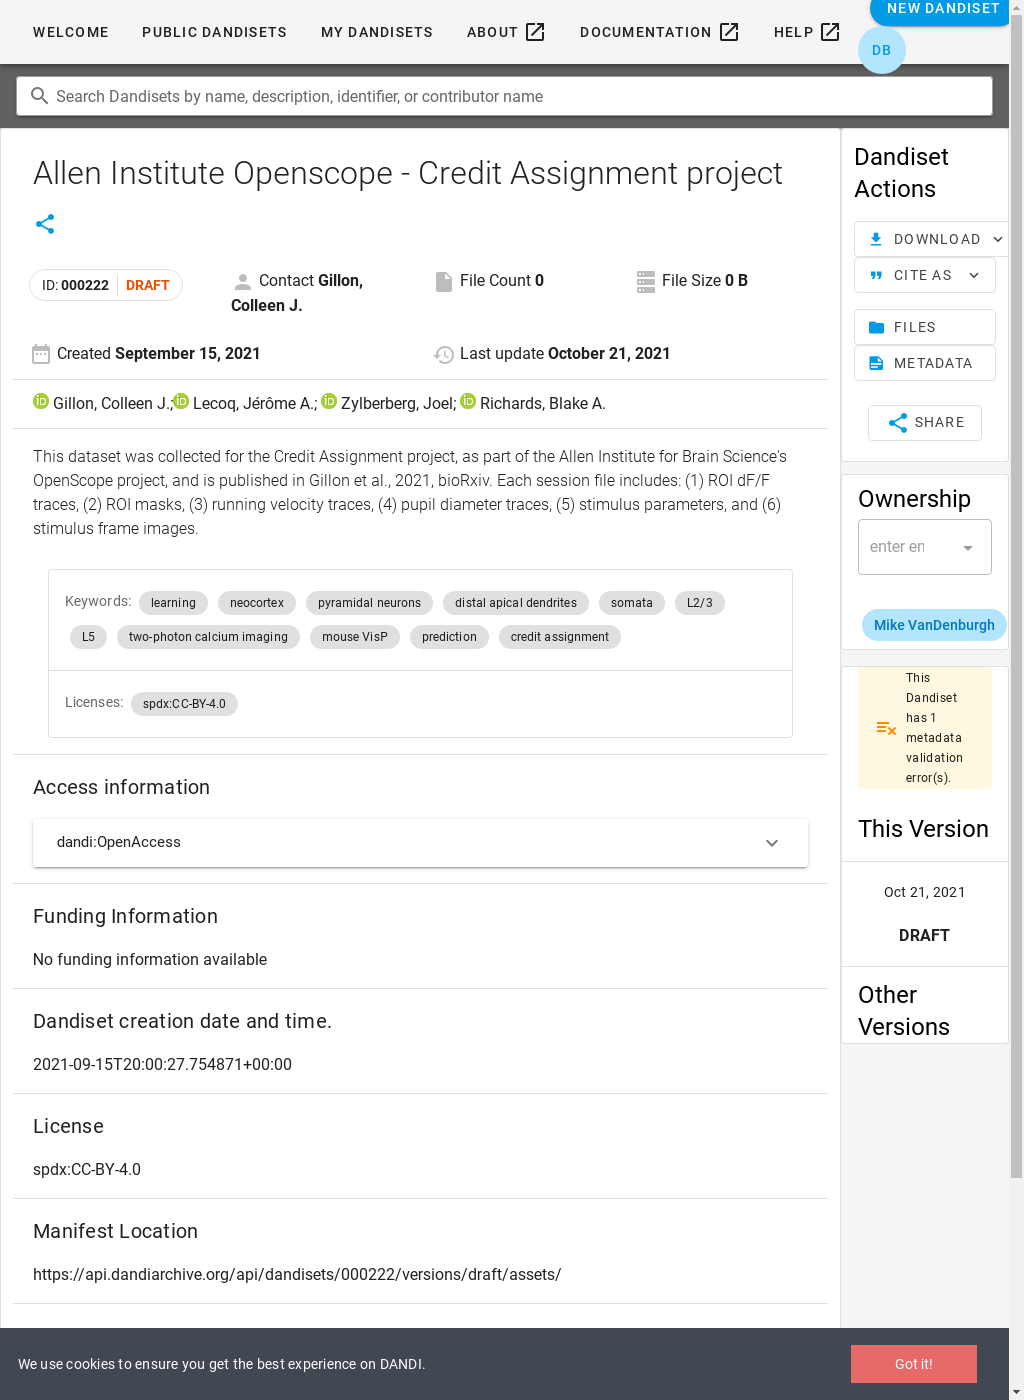 WELCOME
PUBLIC DANDISETS
MY DANDISETS
ABOUT
DOCUMENTATION
HELP
NEW DANDISET
DB
Search Dandisets by name, description, identifier, or contributor name
Allen Institute Openscope - Credit Assignment project
ID: 000222 DRAFT
Contact Gillon,
Colleen J.
File Count 0
File Size 0 B
Created September 15, 2021
Last update October 21, 2021
Gillon, Colleen J.; Lecoq, Jérôme A.; Zylberberg, Joel; Richards, Blake A.
This dataset was collected for the Credit Assignment project, as part of the Allen Institute for Brain Science's
OpenScope project, and is published in Gillon et al., 2021, bioRxiv. Each session file includes: (1) ROI dF/F
traces, (2) ROI masks, (3) running velocity traces, (4) pupil diameter traces, (5) stimulus parameters, and (6)
stimulus frame images.
Keywords: learning neocortex pyramidal neurons distal apical dendrites somata L2/3
L5 two-photon calcium imaging mouse VisP prediction credit assignment
Licenses: spdx:CC-BY-4.0
Access information
dandi:OpenAccess
Funding Information
No funding information available
Dandiset creation date and time.
2021-09-15T20:00:27.754871+00:00
License
spdx:CC-BY-4.0
Manifest Location
https://api.dandiarchive.org/api/dandisets/000222/versions/draft/assets/
Dandiset
Actions
DOWNLOAD
CITE AS
FILES
METADATA
SHARE
Ownership
enter en
Mike VanDenburgh
This
Dandiset
has 1
metadata
validation
error(s).
This Version
Oct 21, 2021
DRAFT
Other
Versions
We use cookies to ensure you get the best experience on DANDI.
Got it!